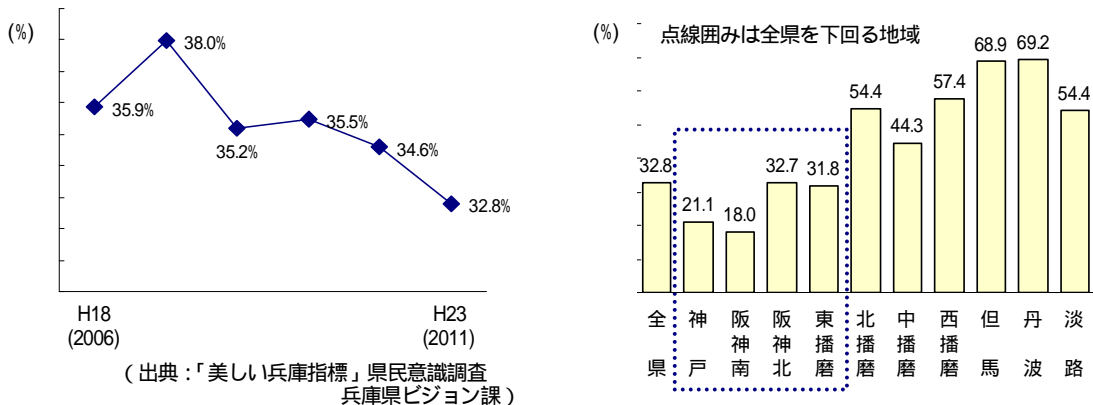 (%)
38.0%
35.9%
35.5%
35.2%
34.6%
32.8%
H18
(2006)
H23
(2011)
(出典:「美しい兵庫指標」県民意識調査
兵庫県ビジョン課)
(%)
点線囲みは全県を下回る地域
32.8
21.1
18.0
32.7
31.8
54.4
44.3
57.4
68.9
69.2
54.4
全県
神戸
阪神南
阪神北
東播磨
北播磨
中播磨
西播磨
但馬
丹波
淡路